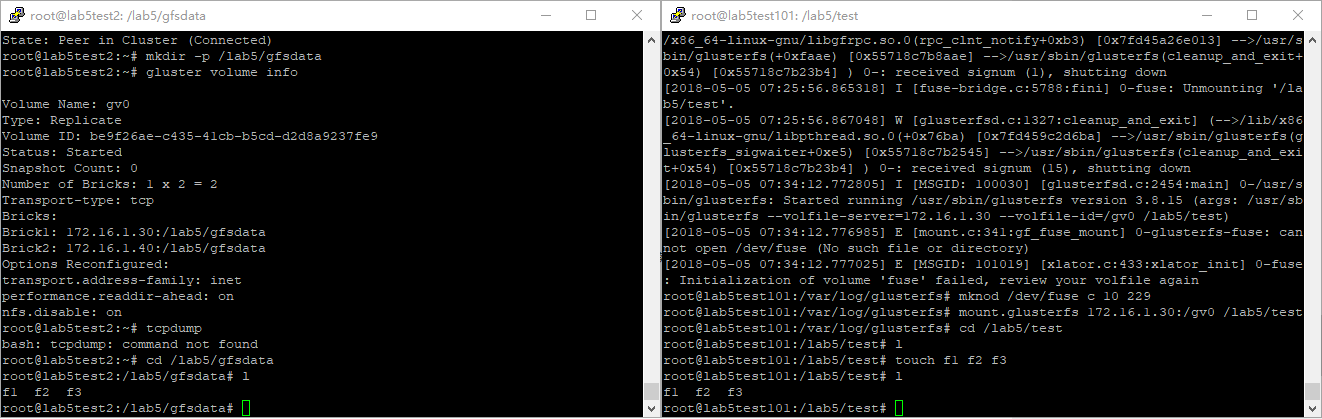 root@lab5test2: /lab5/gfsdata
State: Peer in Cluster (Connected)
root@lab5test2:~# mkdir -p /lab5/gfsdata
root@lab5test2:~# gluster volume info
Volume Name: gv0
Type: Replicate
Volume ID: be9f26ae-c435-41cb-b5cd-d2d8a9237fe9
Status: Started
Snapshot Count: 0
Number of Bricks: 1 x 2 = 2
Transport-type: tcp
Bricks:
Brick1: 172.16.1.30:/lab5/gfsdata
Brick2: 172.16.1.40:/lab5/gfsdata
Options Reconfigured:
transport.address-family: inet
performance.readdir-ahead: on
nfs.disable: on
root@lab5test2:~# tcpdump
bash: tcpdump: command not found
root@lab5test2:~# cd /lab5/gfsdata
root@lab5test2:/lab5/gfsdata# l
f1  f2  f3
root@lab5test2:/lab5/gfsdata#
root@lab5test101: /lab5/test
/x86_64-linux-gnu/libgfrpc.so.0(rpc_clnt_notify+0xb3) [0x7fd45a26e013] -->/usr/s
bin/glusterfs(+0xfaae) [0x55718c7b8aae] -->/usr/sbin/glusterfs(cleanup_and_exit+
0x54) [0x55718c7b23b4] ) 0-: received signum (1), shutting down
[2018-05-05 07:25:56.865318] I [fuse-bridge.c:5788:fini] 0-fuse: Unmounting '/la
b5/test'.
[2018-05-05 07:25:56.867048] W [glusterfsd.c:1327:cleanup_and_exit] (-->/lib/x86
_64-linux-gnu/libpthread.so.0(+0x76ba) [0x7fd459c2d6ba] -->/usr/sbin/glusterfs(g
lusterfs_sigwaiter+0xe5) [0x55718c7b2545] -->/usr/sbin/glusterfs(cleanup_and_exi
t+0x54) [0x55718c7b23b4] ) 0-: received signum (15), shutting down
[2018-05-05 07:34:12.772805] I [MSGID: 100030] [glusterfsd.c:2454:main] 0-/usr/s
bin/glusterfs: Started running /usr/sbin/glusterfs version 3.8.15 (args: /usr/sb
in/glusterfs --volfile-server=172.16.1.30 --volfile-id=/gv0 /lab5/test)
[2018-05-05 07:34:12.776985] E [mount.c:341:gf_fuse_mount] 0-glusterfs-fuse: can
not open /dev/fuse (No such file or directory)
[2018-05-05 07:34:12.777025] E [MSGID: 101019] [xlator.c:433:xlator_init] 0-fuse
: Initialization of volume 'fuse' failed, review your volfile again
root@lab5test101:/var/log/glusterfs# mknod /dev/fuse c 10 229
root@lab5test101:/var/log/glusterfs# mount.glusterfs 172.16.1.30:/gv0 /lab5/test
root@lab5test101:/var/log/glusterfs# cd /lab5/test
root@lab5test101:/lab5/test# l
root@lab5test101:/lab5/test# touch f1 f2 f3
root@lab5test101:/lab5/test# l
f1  f2  f3
root@lab5test101:/lab5/test#